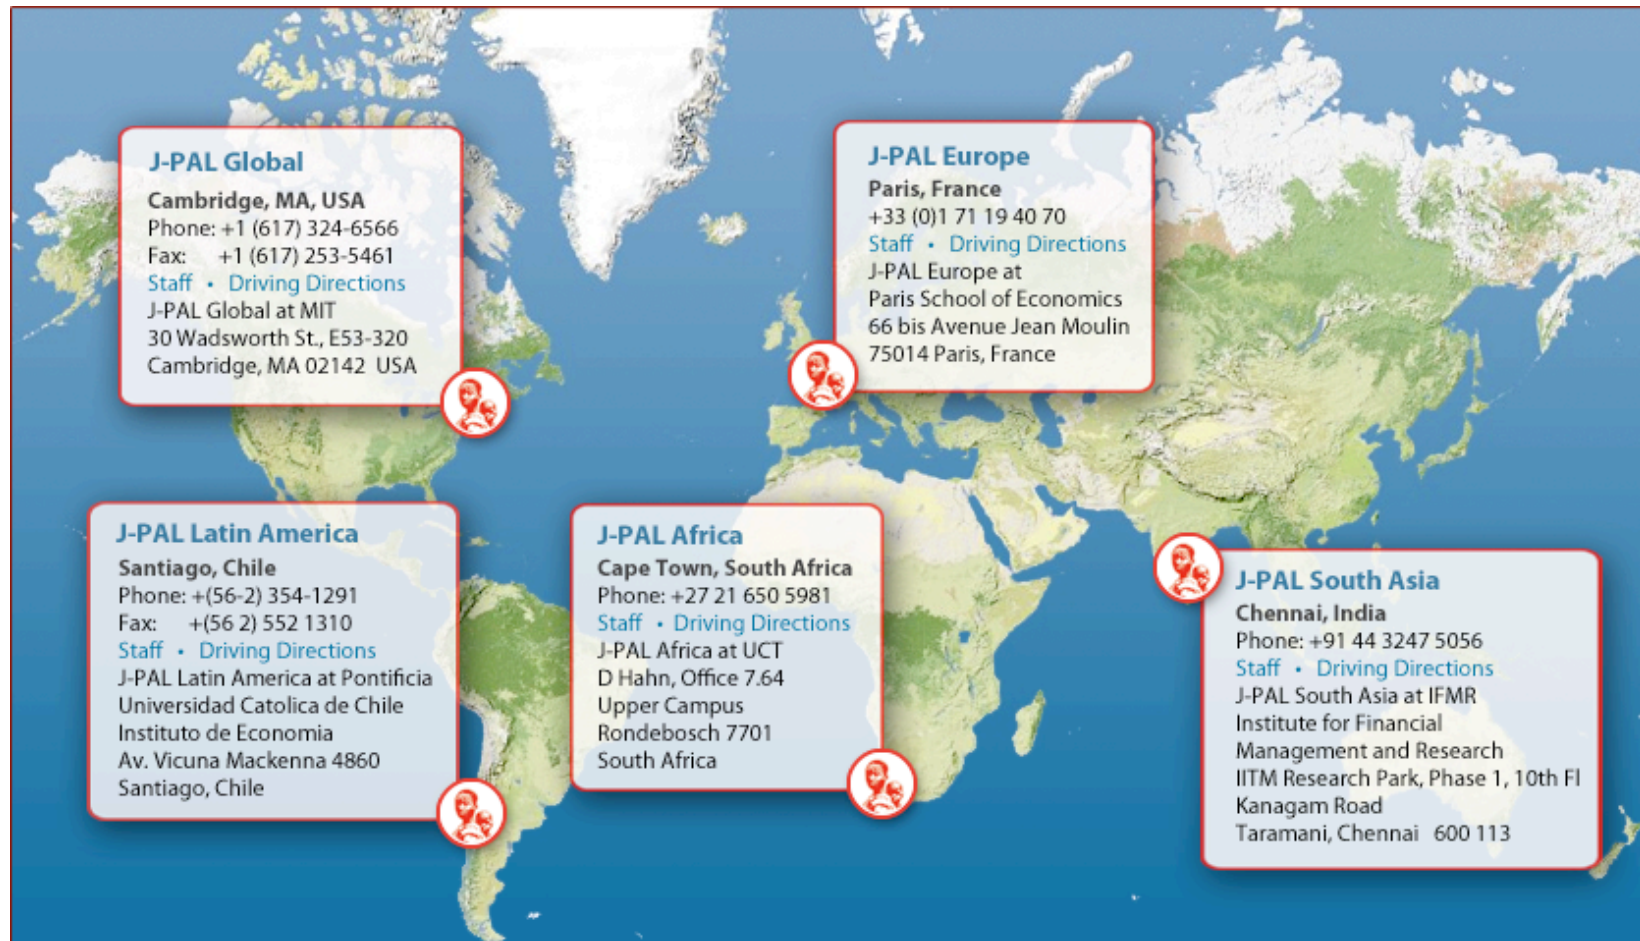 J-PAL Global
Cambridge, MA, USA
Phone: +1 (617) 324-6566
Fax: +1 (617) 253-5461
Staff • Driving Directions
J-PAL Global at MIT
30 Wadsworth St., E53-320
Cambridge, MA 02142 USA
J-PAL Europe
Paris, France
+33 (0)1 71 19 40 70
Staff • Driving Directions
J-PAL Europe at
Paris School of Economics
66 bis Avenue Jean Moulin
75014 Paris, France
J-PAL Latin America
Santiago, Chile
Phone: +(56-2) 354-1291
Fax: +(56 2) 552 1310
Staff • Driving Directions
J-PAL Latin America at Pontificia
Universidad Catolica de Chile
Instituto de Economia
Av. Vicuna Mackenna 4860
Santiago, Chile
J-PAL Africa
Cape Town, South Africa
Phone: +27 21 650 5981
Staff • Driving Directions
J-PAL Africa at UCT
D Hahn, Office 7.64
Upper Campus
Rondebosch 7701
South Africa
J-PAL South Asia
Chennai, India
Phone: +91 44 3247 5056
Staff • Driving Directions
J-PAL South Asia at IFMR
Institute for Financial
Management and Research
IITM Research Park, Phase 1, 10th Fl
Kanagam Road
Taramani, Chennai 600 113